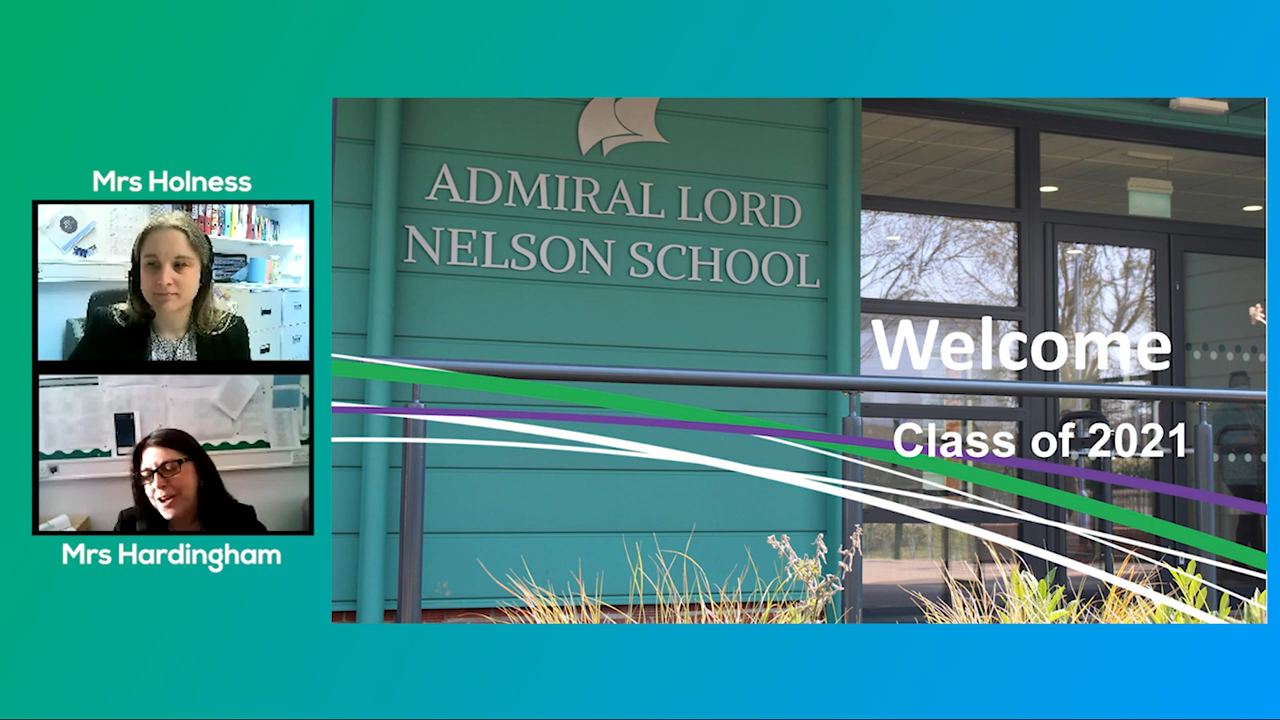 Mrs Holness
Mrs Hardingham
ADMIRAL LORD
NELSON SCHOOL
Welcome
Class of 2021